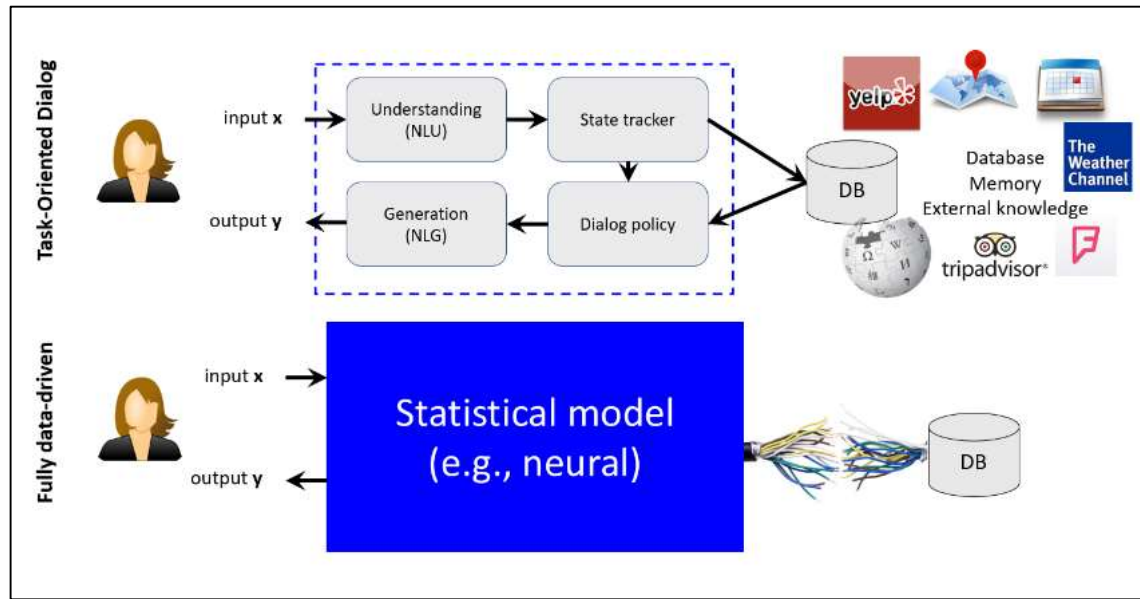 Task-Oriented Dialog
input x
Understanding
(NLU)
State tracker
output y
Generation
(NLG)
Dialog policy
DB
yelp
The
Weather
Channel
Database
Memory
External knowledge
Ω
W
И
tripadvisor®
Fully data-driven
input x
output y
Statistical model
(e.g., neural)
DB